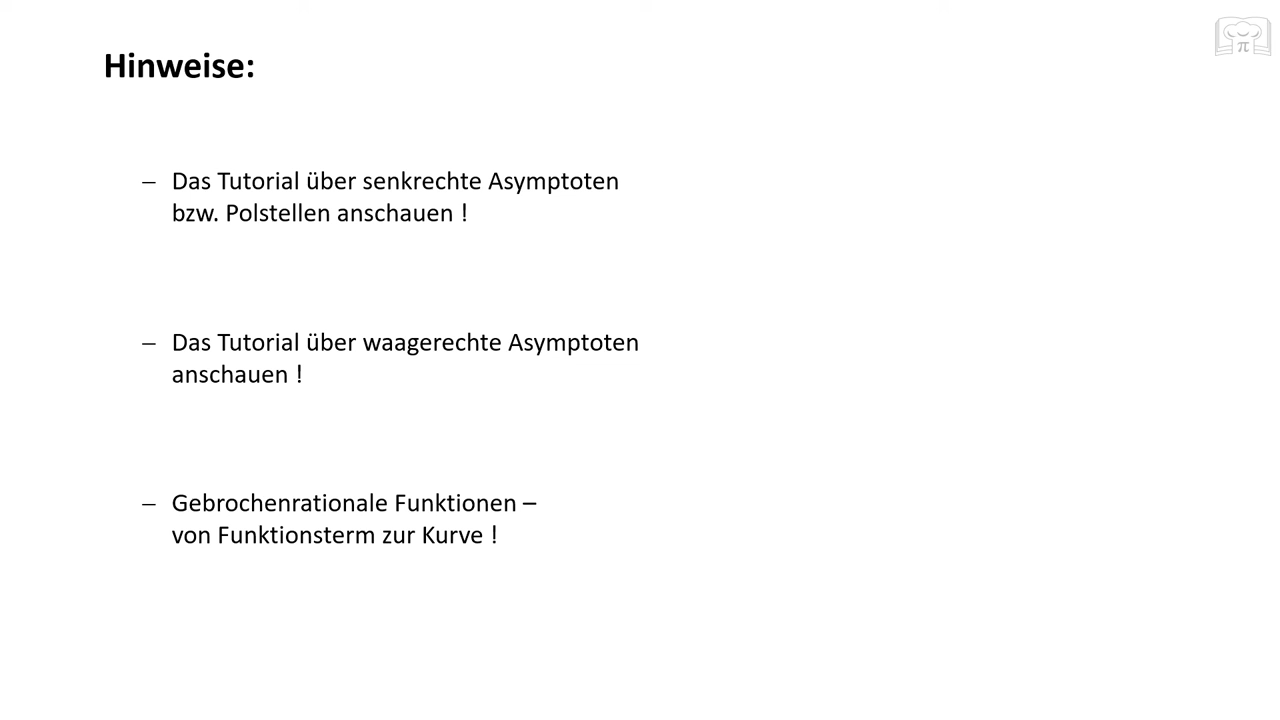 Hinweise:
– Das Tutorial über senkrechte Asymptoten
bzw. Polstellen anschauen !
– Das Tutorial über waagerechte Asymptoten
anschauen !
– Gebrochenrationale Funktionen –
von Funktionsterm zur Kurve !
π